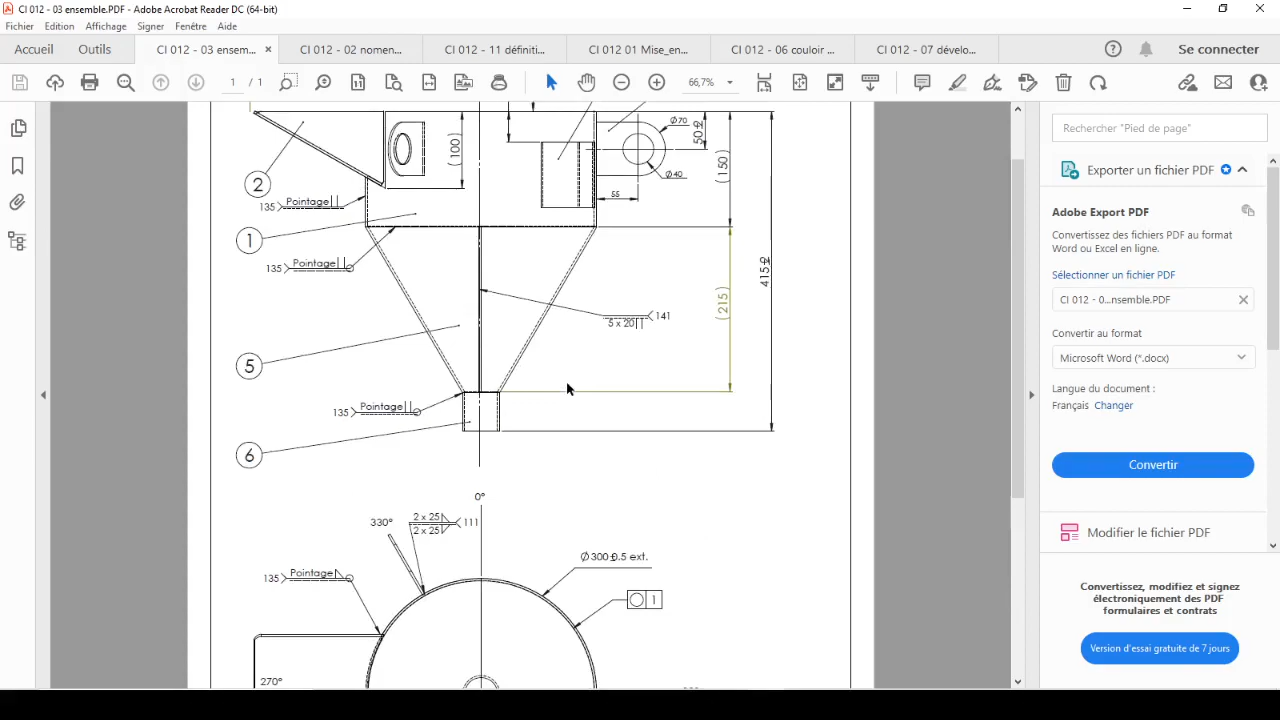 CI 012 - 03 ensemble.PDF - Adobe Acrobat Reader DC (64-bit)
Fichier Edition Affichage Signer Fenêtre Aide
Accueil Outils CI 012 - 03 ensem... × CI 012 - 02 nomen... CI 012 - 11 définiti... CI 012 01 Mise_en... CI 012 - 06 couloir ... CI 012 - 07 dévelo... Se connecter
1 / 1 66,7%
Rechercher "Pied de page"
Exporter un fichier PDF
Adobe Export PDF
Convertissez des fichiers PDF au format
Word ou Excel en ligne.
Sélectionner un fichier PDF
CI 012 - 0...nsemble.PDF
Convertir au format
Microsoft Word (*.docx)
Langue du document :
Français Changer
Convertir
Modifier le fichier PDF
Convertissez, modifiez et signez
électroniquement des PDF
formulaires et contrats
Version d'essai gratuite de 7 jours
Ø70
(100)
50±2
(150)
Ø40
2
55
135 Pointage
1
135 Pointage
415±2
(215)
141
5 x 20
5
135 Pointage
6
0°
330°
2 x 25
2 x 25
111
Ø300±0.5 ext.
135 Pointage
1
270°